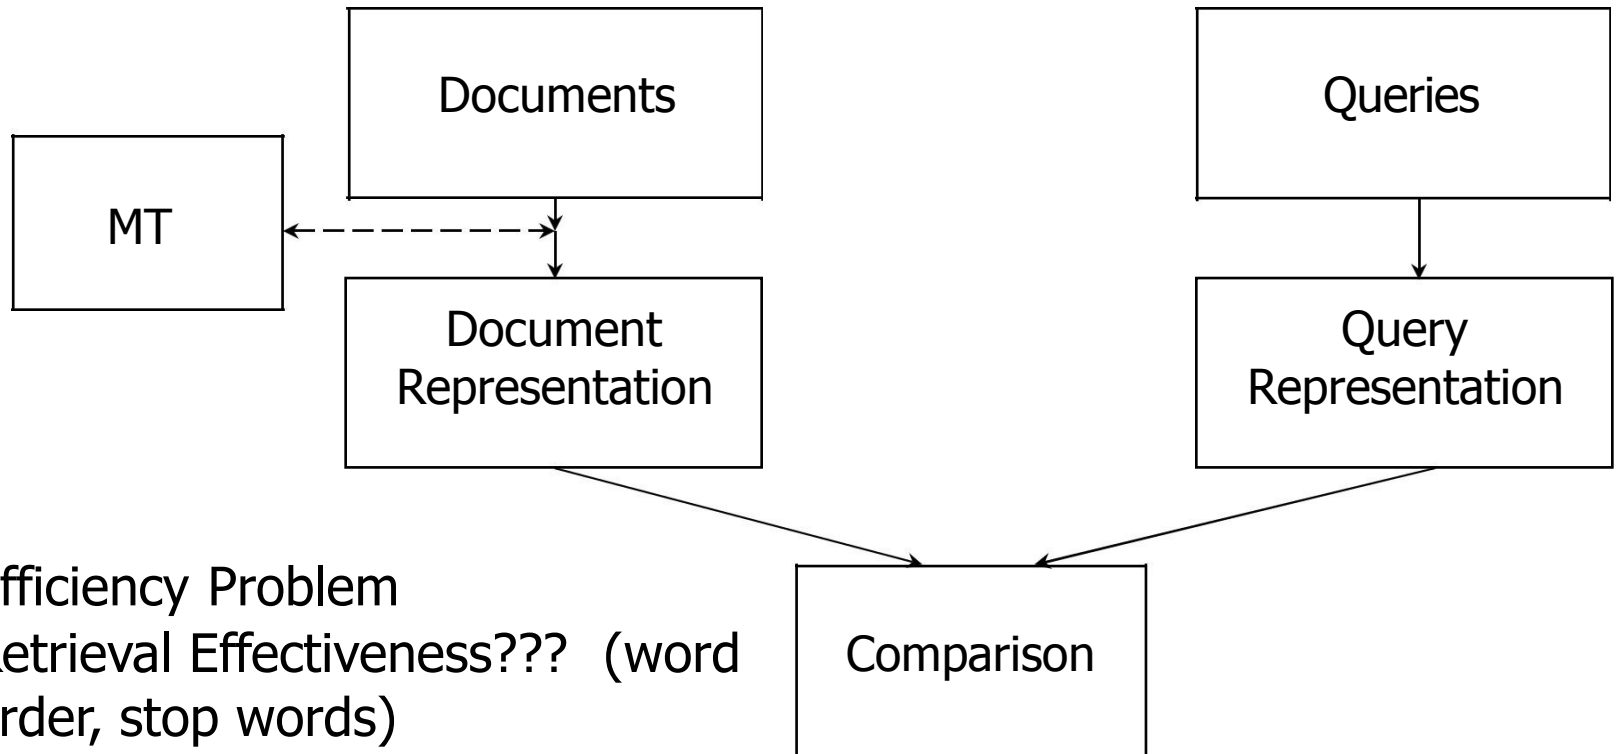 Documents
Queries
MT
Document
Representation
Query
Representation
fficiency Problem
etrieval Effectiveness??? (word
rder, stop words)
Comparison